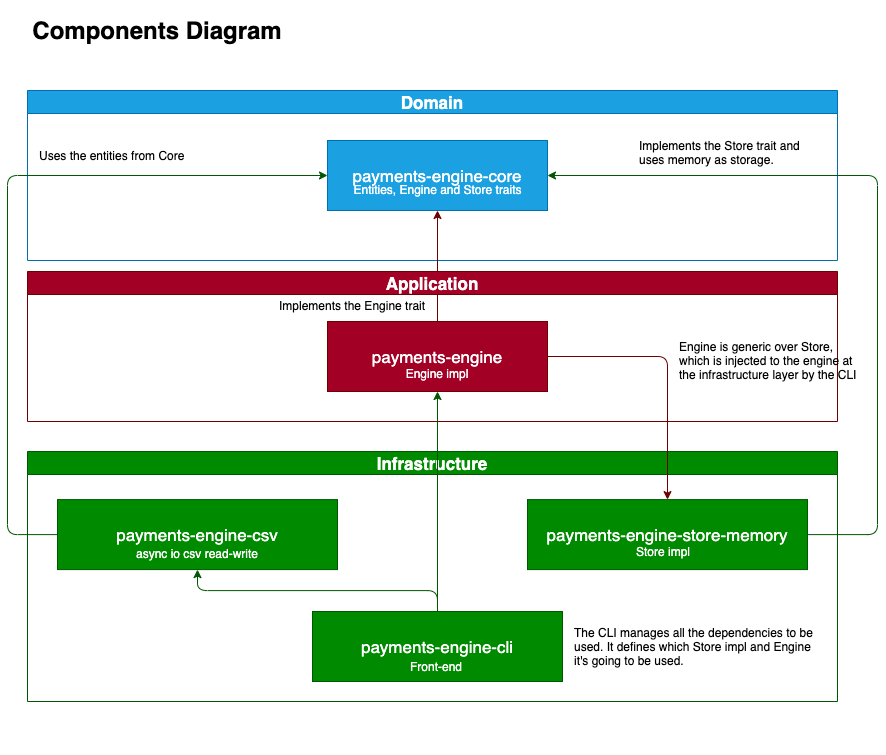 Components Diagram
Domain
Uses the entities from Core
Implements the Store trait and
uses memory as storage.
payments-engine-core
Entities, Engine and Store traits
Application
Implements the Engine trait
payments-engine
Engine impl
Engine is generic over Store,
which is injected to the engine at
the infrastructure layer by the CLI
Infrastructure
payments-engine-csv
async io csv read-write
payments-engine-store-memory
Store impl
payments-engine-cli
Front-end
The CLI manages all the dependencies to be
used. It defines which Store impl and Engine
it's going to be used.